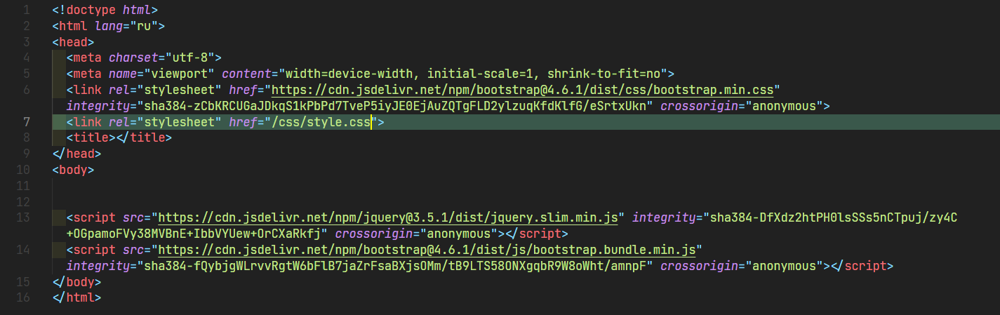 1 <!doctype html>
2 <html lang="ru">
3 <head>
4 <meta charset="utf-8">
5 <meta name="viewport" content="width=device-width, initial-scale=1, shrink-to-fit=no">
6 <link rel="stylesheet" href="https://cdn.jsdelivr.net/npm/bootstrap@4.6.1/dist/css/bootstrap.min.css"
integrity="sha384-zCbKRCUGaJDkqS1kPbPd7TveP5iyJE0EjAuZQTgFLD2ylzuqKfdKlfG/eSrtxUkn" crossorigin="anonymous">
7 <link rel="stylesheet" href="/css/style.css">
8 <title></title>
9 </head>
10 <body>
11
12
13 <script src="https://cdn.jsdelivr.net/npm/jquery@3.5.1/dist/jquery.slim.min.js" integrity="sha384-DfXdz2htPH0lsSSs5nCTpuj/zy4C
+OGpamoFVy38MVBnE+IbbVYUew+OrCXaRkfj" crossorigin="anonymous"></script>
14 <script src="https://cdn.jsdelivr.net/npm/bootstrap@4.6.1/dist/js/bootstrap.bundle.min.js"
integrity="sha384-fQybjgWLrvvRgtW6bFlB7jaZrFsaBXjsOMm/tB9LTS58ONXgqbR9W8oWht/amnpF" crossorigin="anonymous"></script>
15 </body>
16 </html>